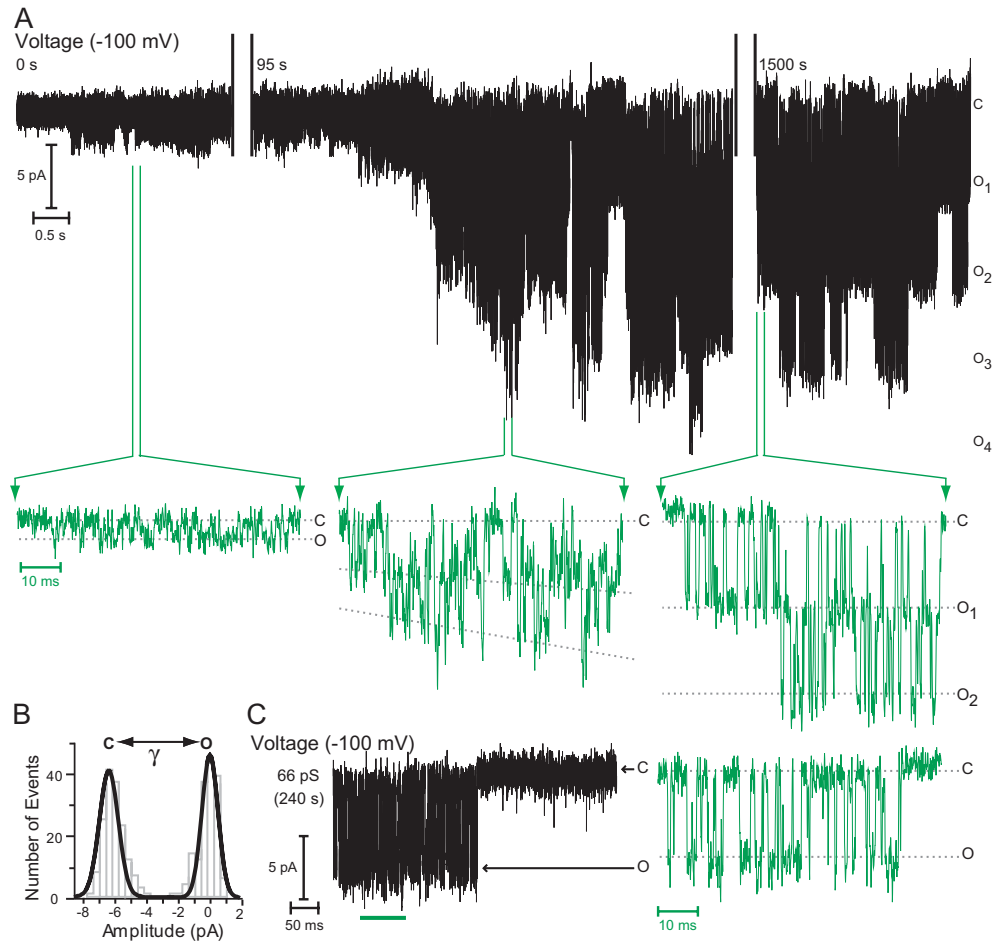 A
Voltage (-100 mV)
0 s
95 s
1500 s
C
O1
O2
O3
O4
5 pA
0.5 s
C
O
10 ms
C
C
O1
O2
B
C γ O
Number of Events
40
20
0
-8 -6 -4 -2 0 2
Amplitude (pA)
C
Voltage (-100 mV)
66 pS
(240 s)
5 pA
50 ms
C
O
C
O
10 ms